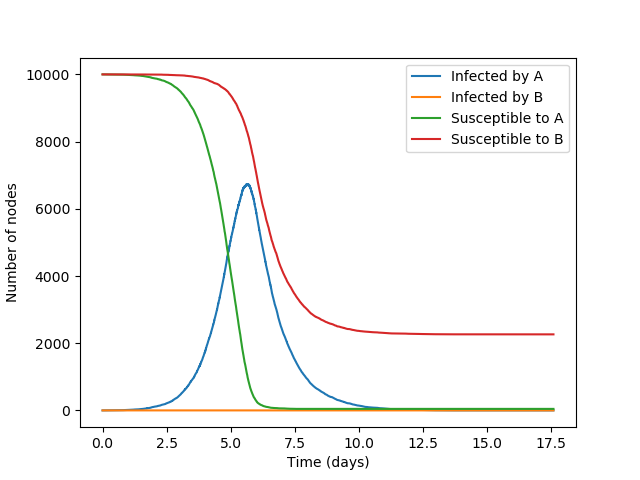 Number of nodes
10000
8000
6000
4000
2000
0
Infected by A
Infected by B
Susceptible to A
Susceptible to B
0.0 2.5 5.0 7.5 10.0 12.5 15.0 17.5
Time (days)